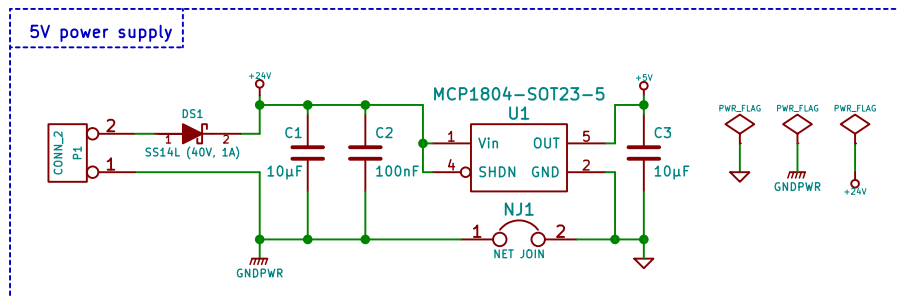 5V power supply
+24V
+5V
MCP1804-SOT23-5
U1
PWR_FLAG
PWR_FLAG
PWR_FLAG
DS1
CONN_2
P1
2
1
1
2
SS14L (40V, 1A)
C1
10µF
C2
100nF
1
Vin
OUT
5
4
SHDN
GND
2
C3
10µF
GNDPWR
+24V
NJ1
1
2
NET JOIN
GNDPWR